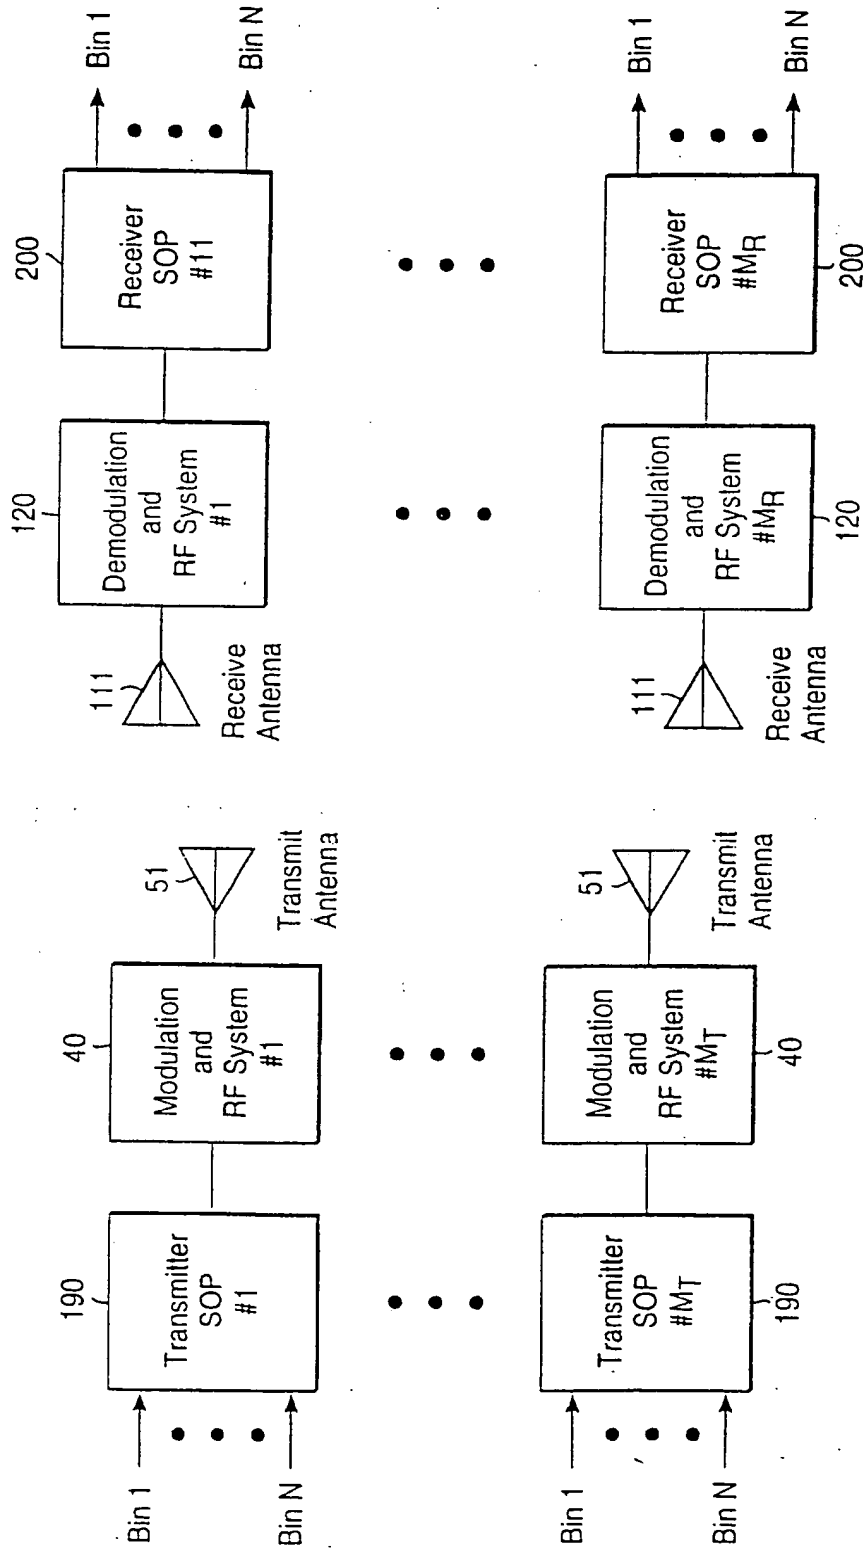 190
40
51
111
120
200
Bin 1
Bin N
Transmitter
SOP
#1
Modulation
and
RF System
#1
Transmit
Antenna
Receive
Antenna
Demodulation
and
RF System
#1
Receiver
SOP
#11
Bin 1
Bin N
Bin 1
Bin N
Transmitter
SOP
#MT
190
Modulation
and
RF System
#MT
40
51
Transmit
Antenna
111
Receive
Antenna
Demodulation
and
RF System
#MR
120
Receiver
SOP
#MR
200
Bin 1
Bin N